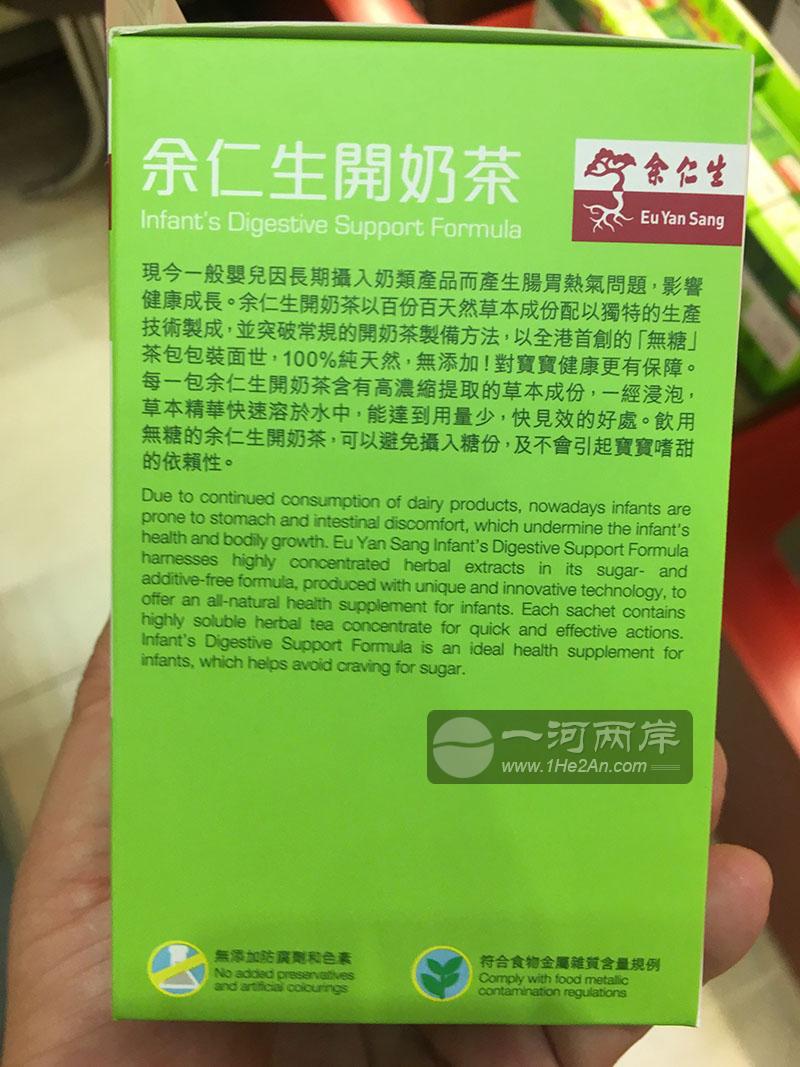 余仁生開奶茶
Infant's Digestive Support Formula
余仁生
Eu Yan Sang
現今一般嬰兒因長期攝入奶類產品而產生腸胃熱氣問題，影響
健康成長。余仁生開奶茶以百份百天然草本成份配以獨特的生產
技術製成，並突破常規的開奶茶製備方法，以全港首創的「無糖」
茶包包裝面世，100%純天然，無添加！對寶寶健康更有保障。
每一包余仁生開奶茶含有高濃縮提取的草本成份，一經浸泡，
草本精華快速溶於水中，能達到用量少，快見效的好處。飲用
無糖的余仁生開奶茶，可以避免攝入糖份，及不會引起寶寶嗜甜
的依賴性。
Due to continued consumption of dairy products, nowadays infants are
prone to stomach and intestinal discomfort, which undermine the infant's
health and bodily growth. Eu Yan Sang Infant's Digestive Support Formula
harnesses highly concentrated herbal extracts in its sugar- and
additive-free formula, produced with unique and innovative technology, to
offer an all-natural health supplement for infants. Each sachet contains
highly soluble herbal tea concentrate for quick and effective actions.
Infant's Digestive Support Formula is an ideal health supplement for
infants, which helps avoid craving for sugar.
一河两岸
www.1He2An.com
無添加防腐劑和色素
No added preservatives
and artificial colourings
符合食物金屬雜質含量規例
Comply with food metallic
contamination regulations